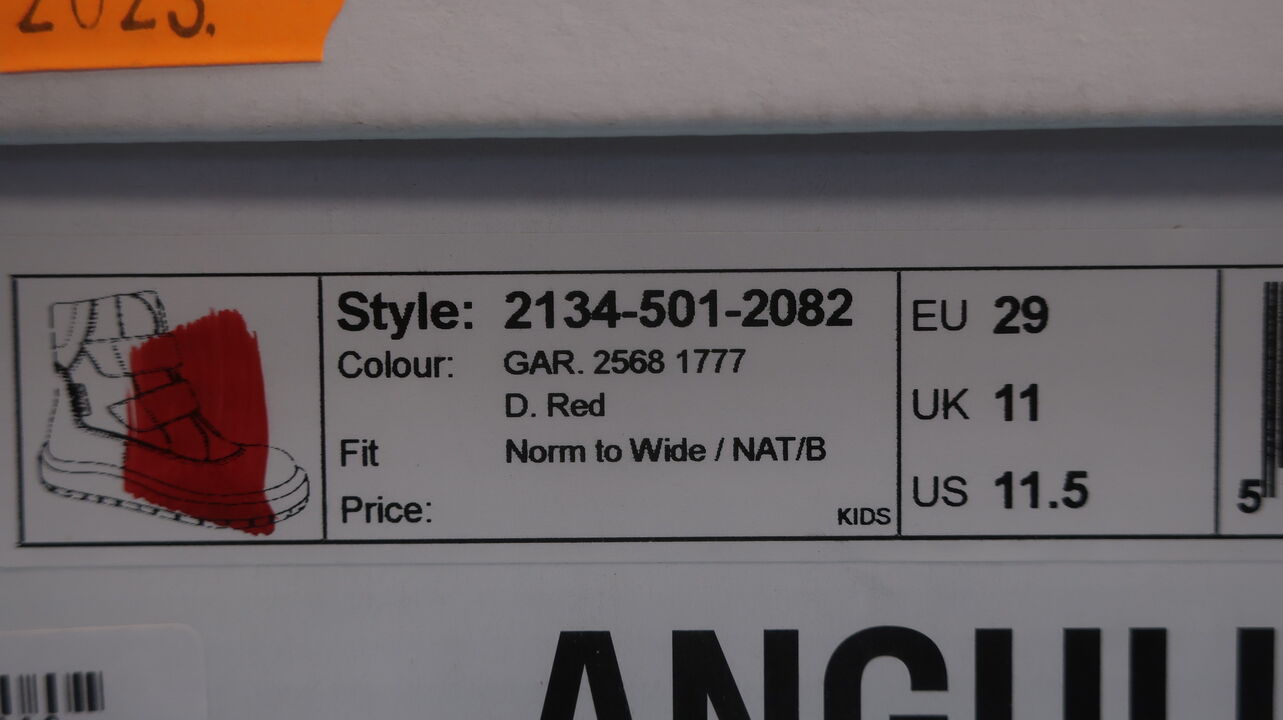 2023.
Style: 2134-501-2082
Colour: GAR. 2568 1777
D. Red
Fit Norm to Wide / NAT/B
Price:
KIDS
EU 29
UK 11
US 11.5
5